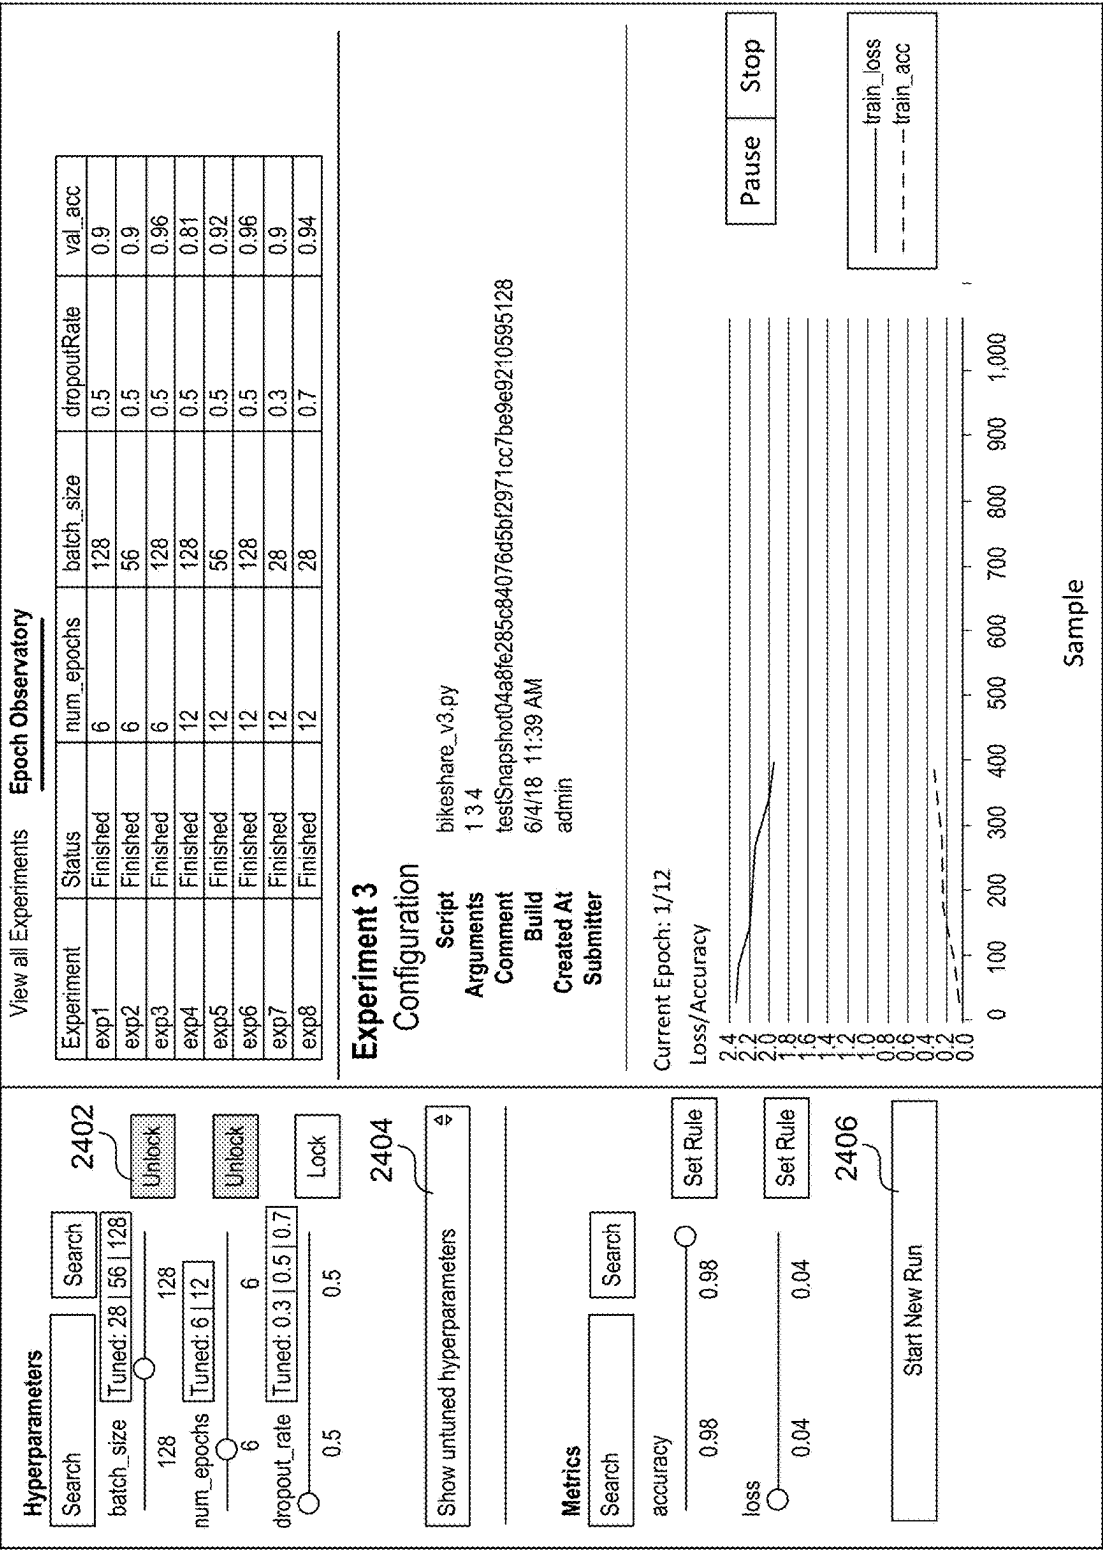 Hyperparameters
Search Search
batch_size Tuned: 28 | 56 | 128
2402
Unlock
128 128
num_epochs Tuned: 6 | 12
Unlock
6 6
dropout_rate Tuned: 0.3 | 0.5 | 0.7
Lock
0.5 0.5
2404
Show untuned hyperparameters
Metrics
Search Search
accuracy
Set Rule
0.98 0.98
loss
Set Rule
0.04 0.04
2406
Start New Run
View all Experiments Epoch Observatory
Experiment Status num_epochs batch_size dropoutRate val_acc
exp1 Finished 6 128 0.5 0.9
exp2 Finished 6 56 0.5 0.9
exp3 Finished 6 128 0.5 0.96
exp4 Finished 12 128 0.5 0.81
exp5 Finished 12 56 0.5 0.92
exp6 Finished 12 128 0.5 0.96
exp7 Finished 12 28 0.3 0.9
exp8 Finished 12 28 0.7 0.94
Experiment 3
Configuration
Script bikeshare_v3.py
Arguments 1 3 4
Comment testSnapshot04a8fe285c84076d5bf2971cc7be9e9210595128
Build 6/4/18 11:39 AM
Created At admin
Submitter
Current Epoch: 1/12
Pause Stop
Loss/Accuracy
2.4
2.2
2.0
1.8
1.6
1.4
1.2
1.0
0.8
0.6
0.4
0.2
0.0
0 100 200 300 400 500 600 700 800 900 1,000
Sample
train_loss
train_acc